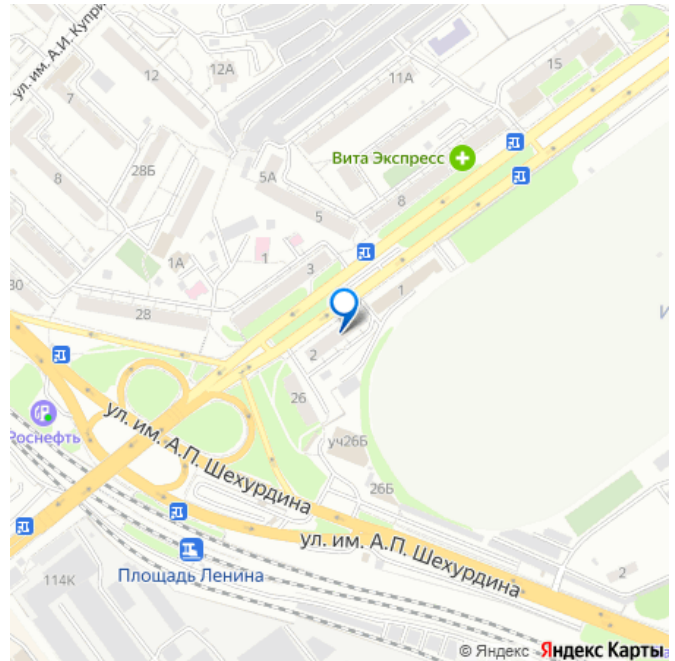 ул. им. А.И. Купри
12
12А
11А
15
7
Вита Экспресс
28Б
5А
8
8
5
1А
1
3
30
28
1
2
26
Роснефть
ул. им. А.П. Шехурдина
уч26Б
26Б
И
ул. им. А.П. Шехурдина
Площадь Ленина
114К
2
© Яндекс Яндекс Карты